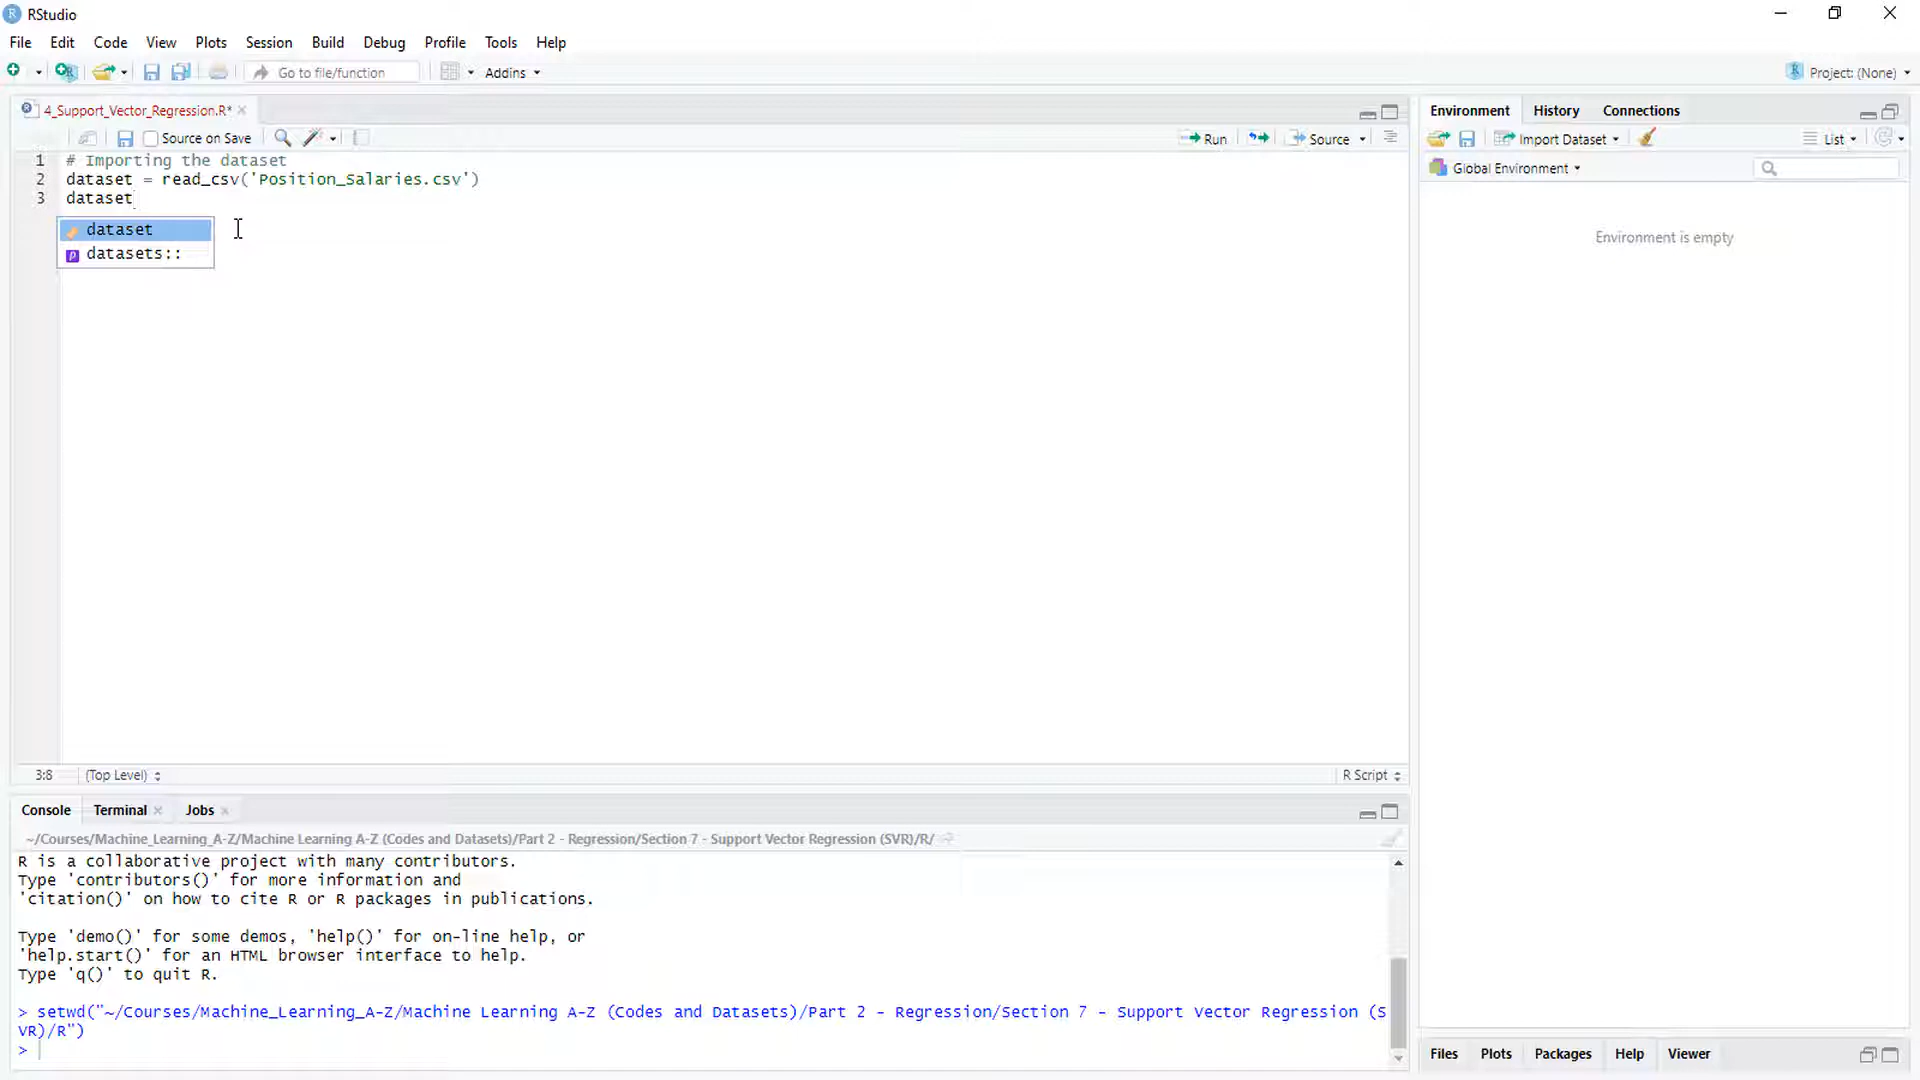 RStudio
File Edit Code View Plots Session Build Debug Profile Tools Help
Go to file/function Addins Project: (None)
4_Support_Vector_Regression.R*
Source on Save Run Source
1 # Importing the dataset
2 dataset = read_csv('Position_Salaries.csv')
3 dataset
dataset
datasets::
3:8 (Top Level) R Script
Console Terminal Jobs
~/Courses/Machine_Learning_A-Z/Machine Learning A-Z (Codes and Datasets)/Part 2 - Regression/Section 7 - Support Vector Regression (SVR)/R/
R is a collaborative project with many contributors.
Type 'contributors()' for more information and
'citation()' on how to cite R or R packages in publications.
Type 'demo()' for some demos, 'help()' for on-line help, or
'help.start()' for an HTML browser interface to help.
Type 'q()' to quit R.
> setwd("~/Courses/Machine_Learning_A-Z/Machine Learning A-Z (Codes and Datasets)/Part 2 - Regression/Section 7 - Support Vector Regression (S
VR)/R")
>
Environment History Connections
Import Dataset List
Global Environment
Environment is empty
Files Plots Packages Help Viewer